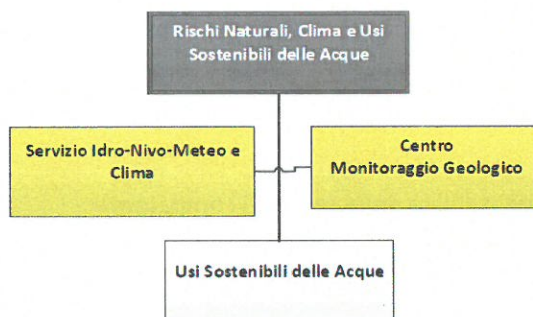 Rischi Naturali, Clima e Usi
Sostenibili delle Acque
Servizio Idro-Nivo-Meteo e
Clima
Centro
Monitoraggio Geologico
Usi Sostenibili delle Acque